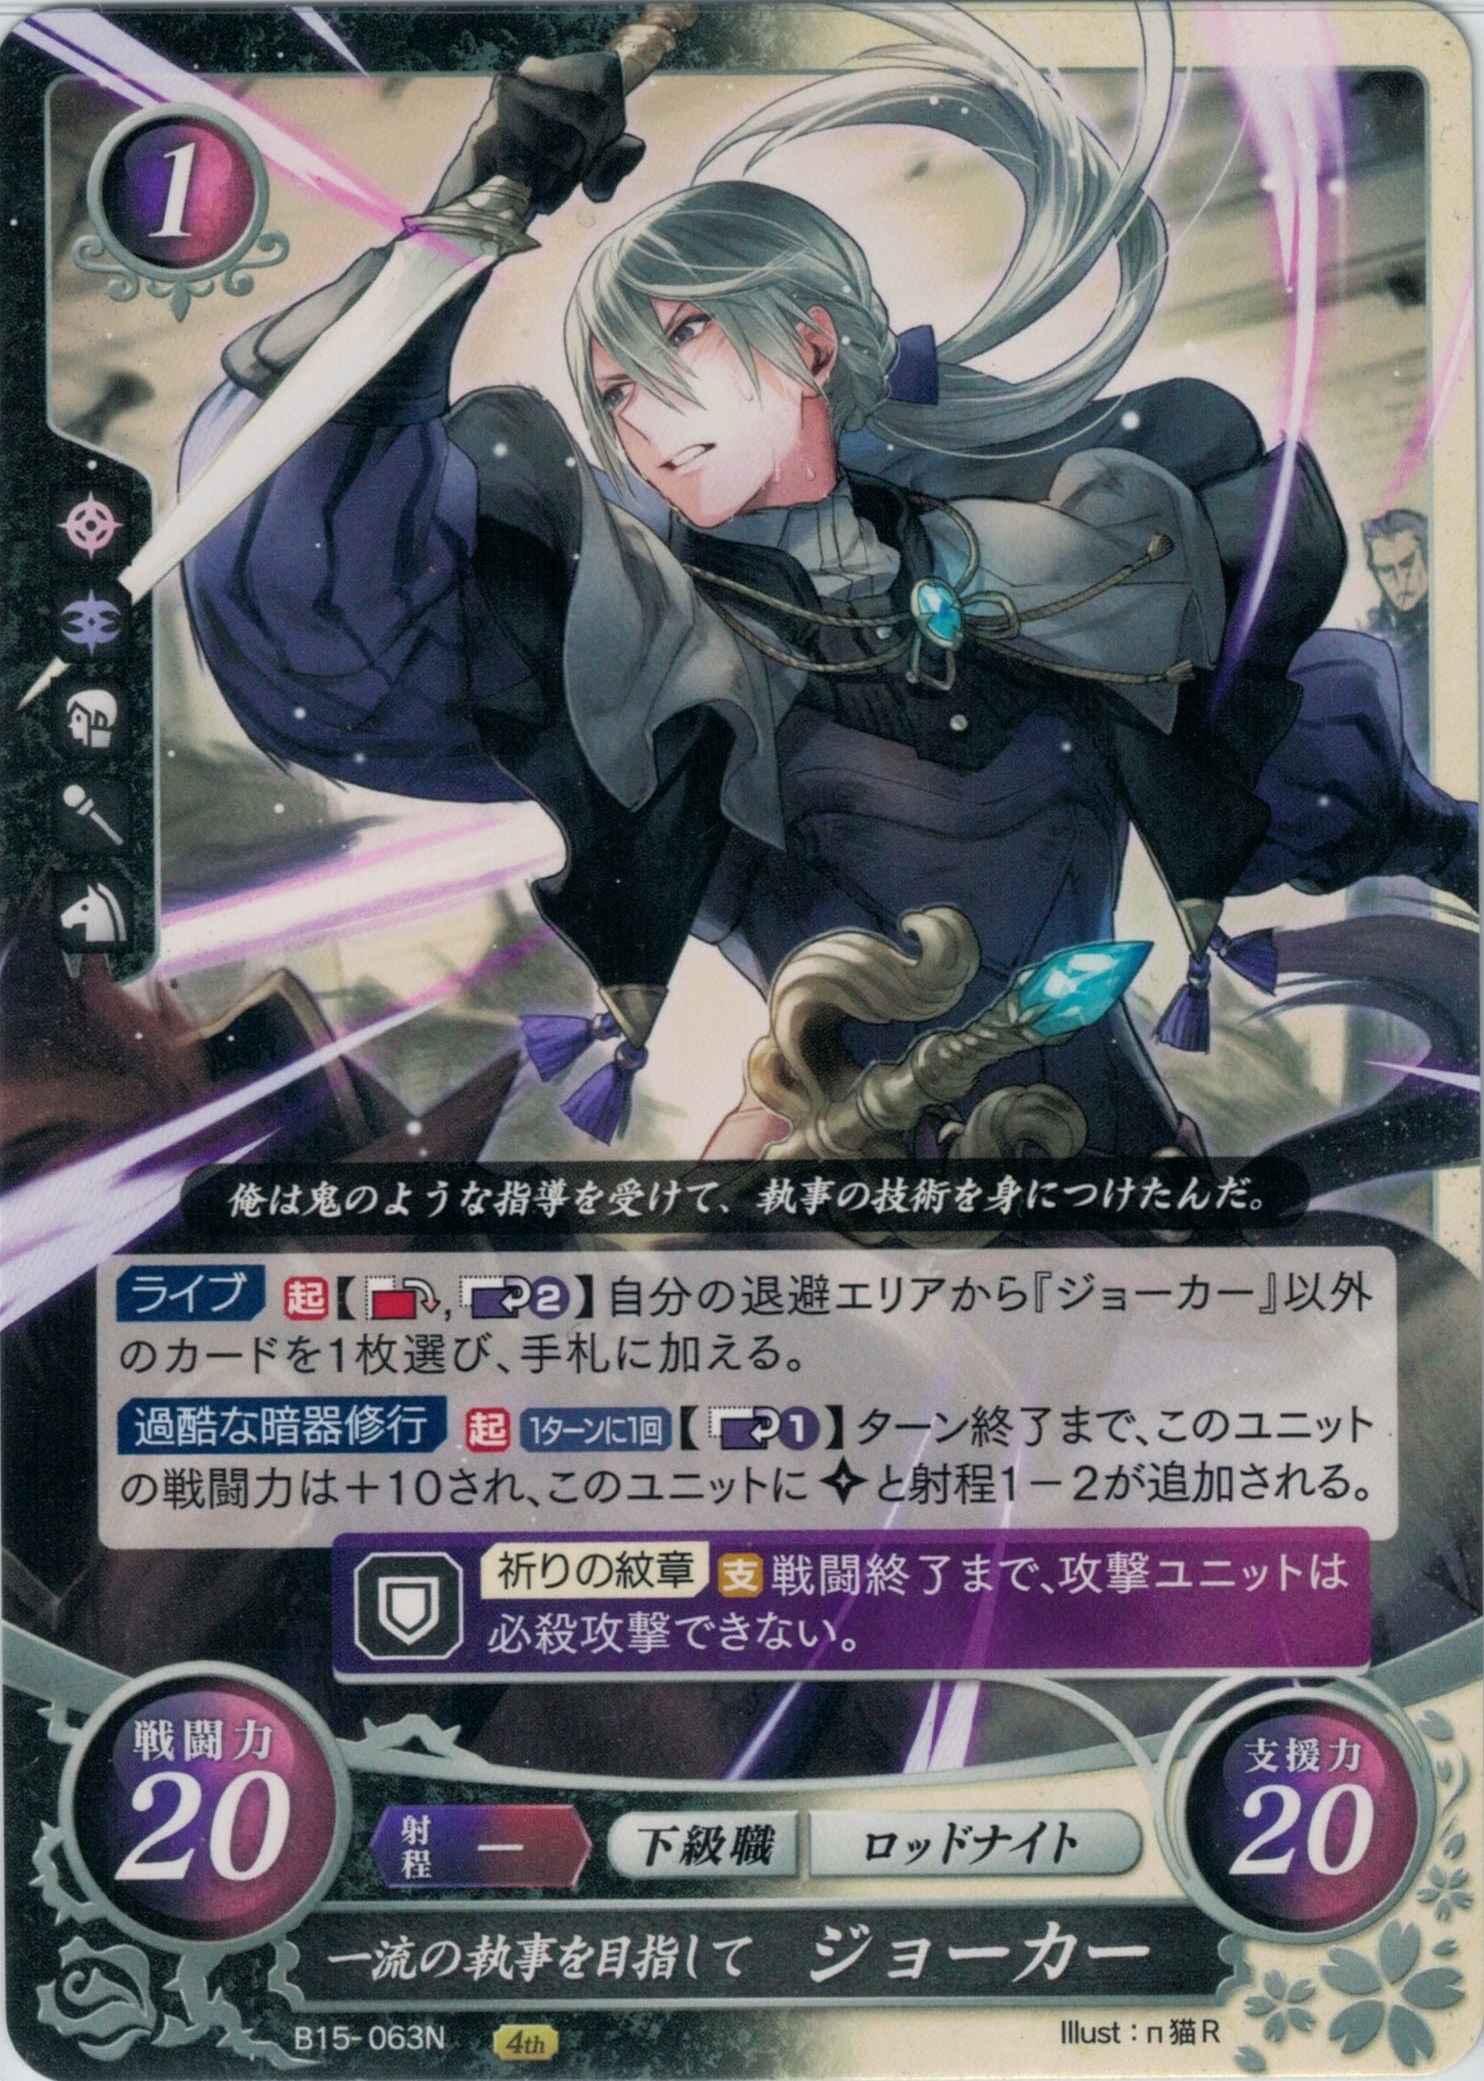 1
俺は鬼のような指導を受けて、執事の技術を身につけたんだ。
ライブ 起【 , 2】自分の退避エリアから『ジョーカー』以外
のカードを1枚選び、手札に加える。
過酷な暗器修行 起 1ターンに1回【 1】ターン終了まで、このユニット
の戦闘力は＋10され、このユニットに と射程1－2が追加される。
祈りの紋章 支 戦闘終了まで、攻撃ユニットは
必殺攻撃できない。
戦闘力
20
射程 －
下級職 ロッドナイト
支援力
20
一流の執事を目指して ジョーカー
B15-063N 4th
Illust：п猫R